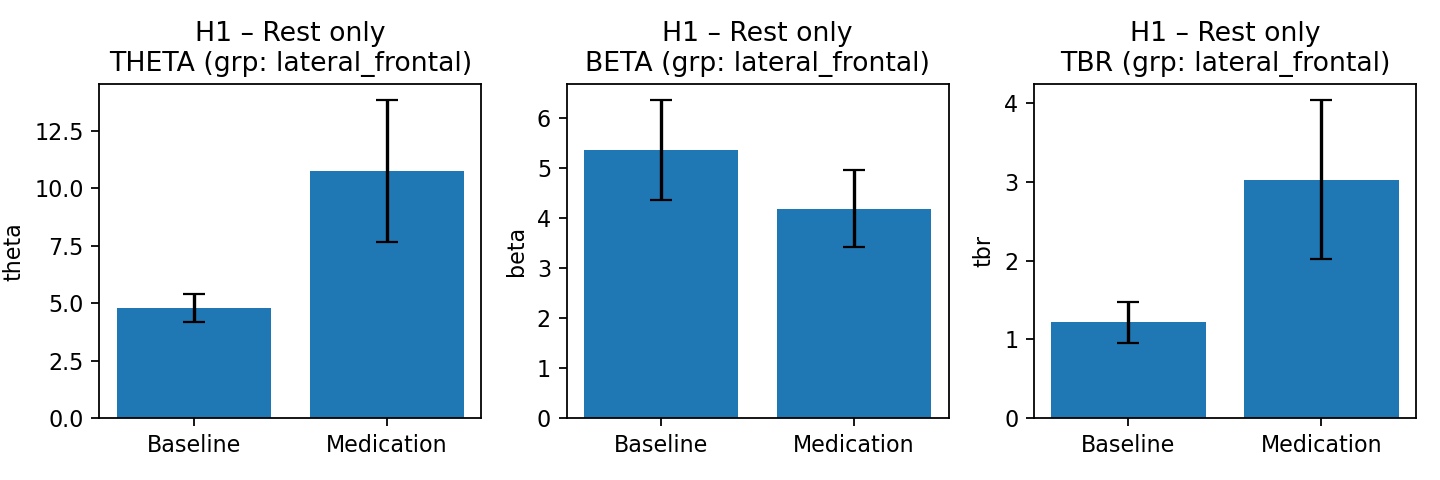 H1 – Rest only
THETA (grp: lateral_frontal)
theta
12.5
10.0
7.5
5.0
2.5
0.0
Baseline Medication
H1 – Rest only
BETA (grp: lateral_frontal)
beta
6
5
4
3
2
1
0
Baseline Medication
H1 – Rest only
TBR (grp: lateral_frontal)
tbr
4
3
2
1
0
Baseline Medication